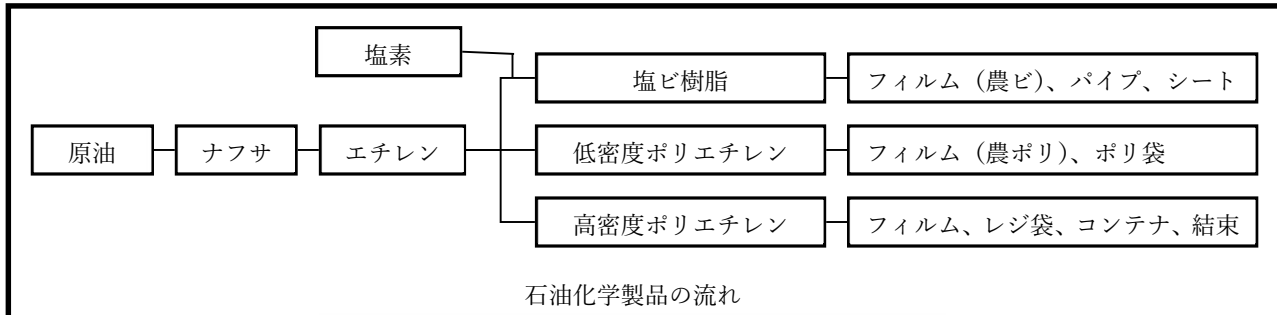 塩素
塩ビ樹脂
フィルム（農ビ）、パイプ、シート
原油
ナフサ
エチレン
低密度ポリエチレン
フィルム（農ポリ）、ポリ袋
高密度ポリエチレン
フィルム、レジ袋、コンテナ、結束
石油化学製品の流れ